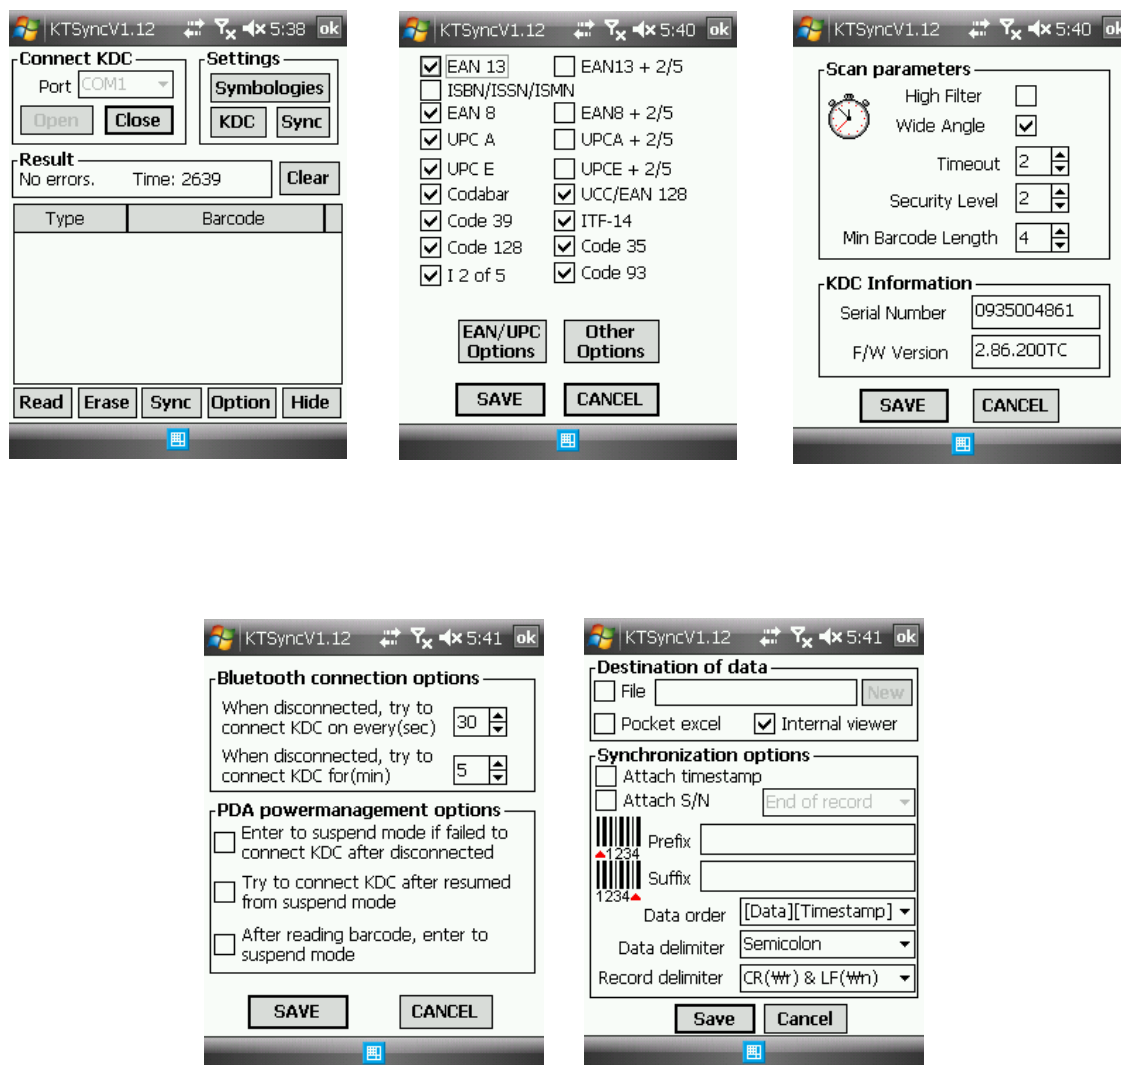 KTSyncV1.12 5:38 ok
Connect KDC
Port COM1
Open Close
Settings
Symbologies
KDC Sync
Result
No errors. Time: 2639
Clear
Type Barcode
Read Erase Sync Option Hide
KTSyncV1.12 5:40 ok
EAN 13 EAN13 + 2/5
ISBN/ISSN/ISMN
EAN 8 EAN8 + 2/5
UPC A UPCA + 2/5
UPC E UPCE + 2/5
Codabar UCC/EAN 128
Code 39 ITF-14
Code 128 Code 35
I 2 of 5 Code 93
EAN/UPC Options
Other Options
SAVE CANCEL
KTSyncV1.12 5:40 ok
Scan parameters
High Filter
Wide Angle
Timeout 2
Security Level 2
Min Barcode Length 4
KDC Information
Serial Number 0935004861
F/W Version 2.86.200TC
SAVE CANCEL
KTSyncV1.12 5:41 ok
Bluetooth connection options
When disconnected, try to
connect KDC on every(sec) 30
When disconnected, try to
connect KDC for(min) 5
PDA powermanagement options
Enter to suspend mode if failed to
connect KDC after disconnected
Try to connect KDC after resumed
from suspend mode
After reading barcode, enter to
suspend mode
SAVE CANCEL
KTSyncV1.12 5:41 ok
Destination of data
File New
Pocket excel Internal viewer
Synchronization options
Attach timestamp
Attach S/N End of record
1234 Prefix
1234 Suffix
Data order [Data][Timestamp]
Data delimiter Semicolon
Record delimiter CR(₩r) & LF(₩n)
Save Cancel